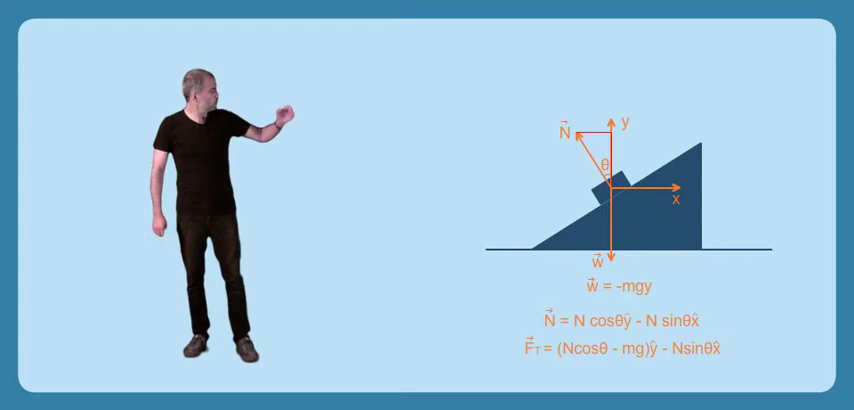 y
N⃗
θ
x
w⃗
w⃗ = -mgy
N⃗ = N cosθŷ - N sinθx̂
F⃗T = (Ncosθ - mg)ŷ - Nsinθx̂